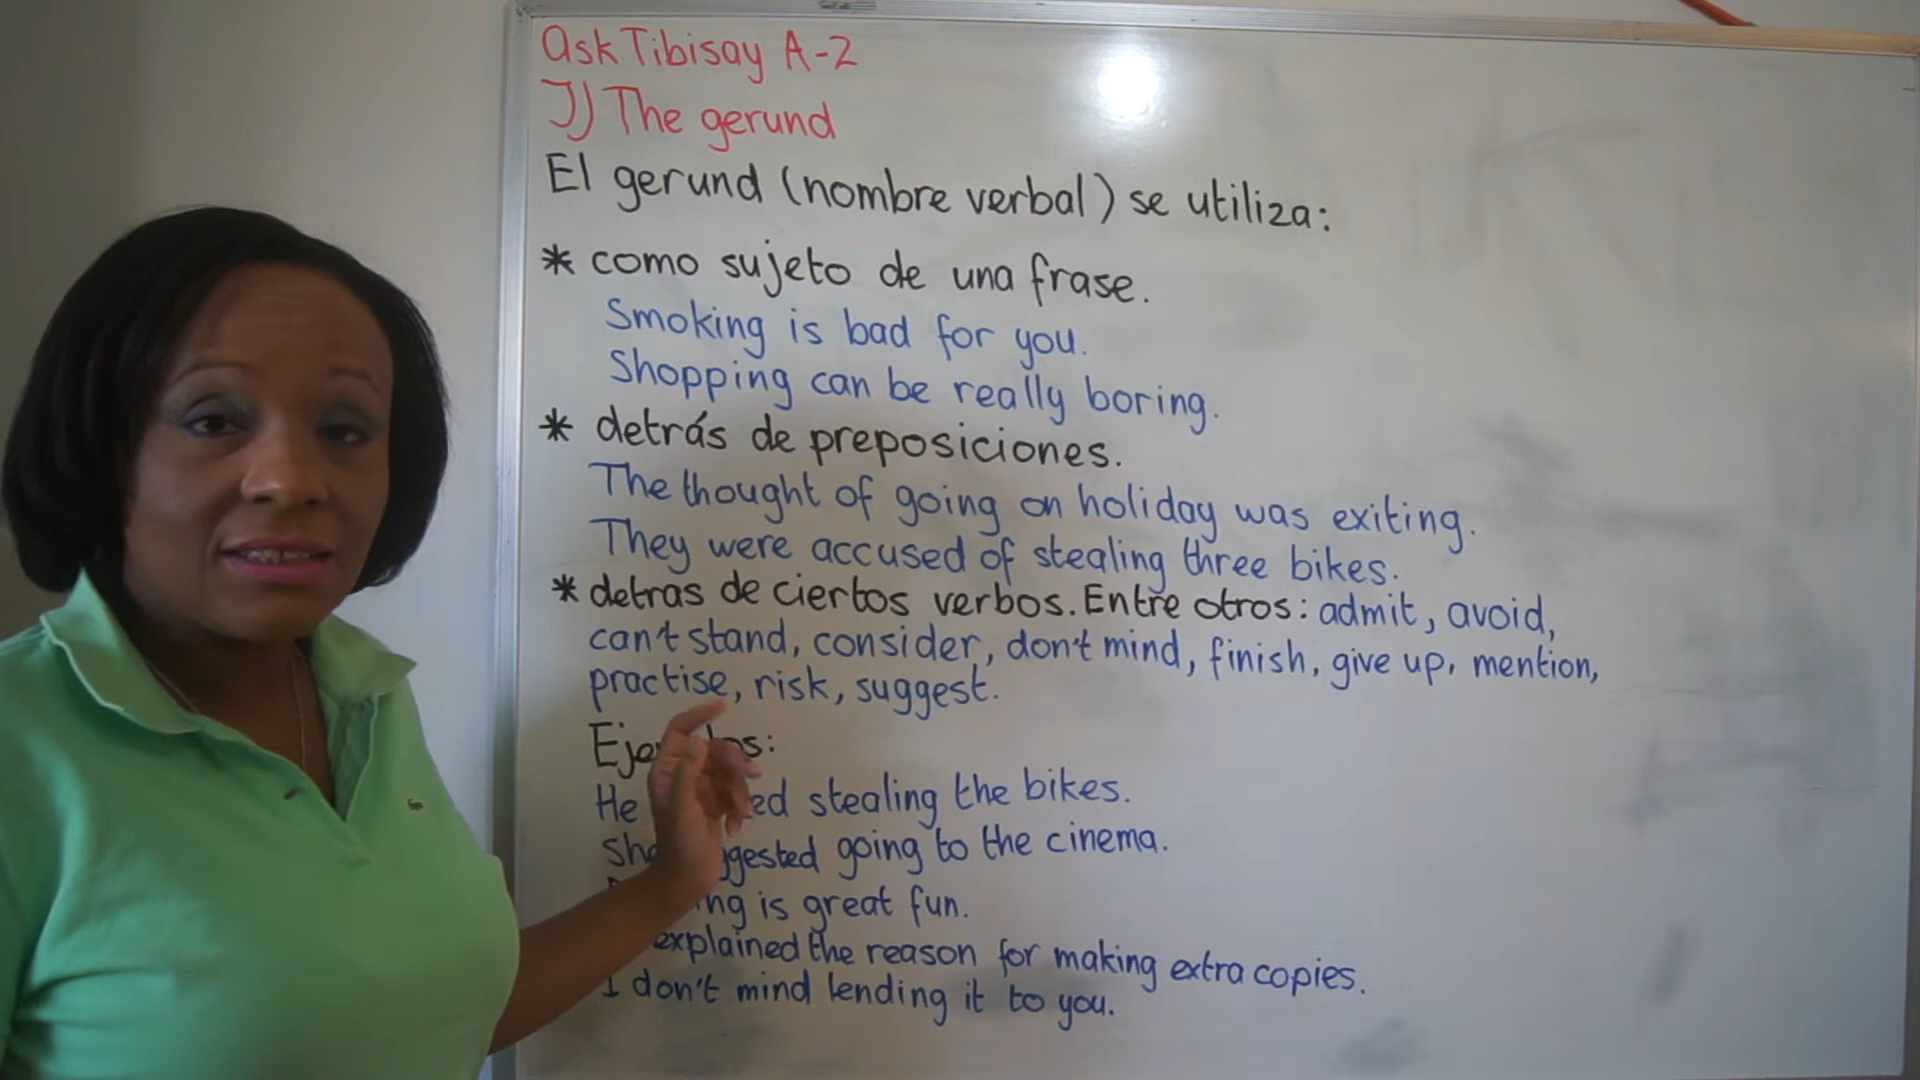 Ask Tibisay A-2
J) The gerund
El gerund (nombre verbal) se utiliza:
* como sujeto de una frase.
Smoking is bad for you.
Shopping can be really boring.
* detrás de preposiciones.
The thought of going on holiday was exiting.
They were accused of stealing three bikes.
* detras de ciertos verbos. Entre otros: admit, avoid,
can't stand, consider, don't mind, finish, give up, mention,
practise, risk, suggest.
He stealing the bikes.
going to the cinema.
is great fun.
explained the reason for making extra copies.
I don't mind lending it to you.